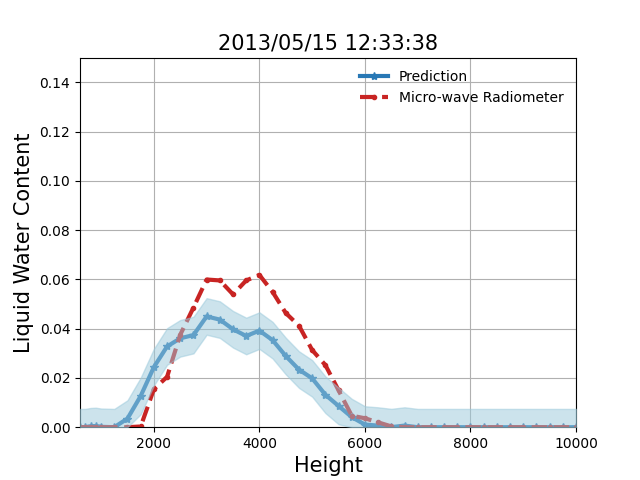 2013/05/15 12:33:38
Prediction
Micro-wave Radiometer
Liquid Water Content
0.14
0.12
0.10
0.08
0.06
0.04
0.02
0.00
2000 4000 6000 8000 10000
Height